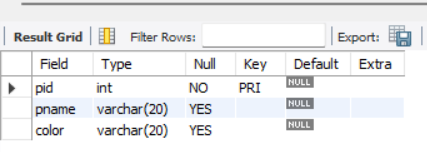 Result Grid Filter Rows: Export:
Field Type Null Key Default Extra
pid int NO PRI NULL
pname varchar(20) YES NULL
color varchar(20) YES NULL